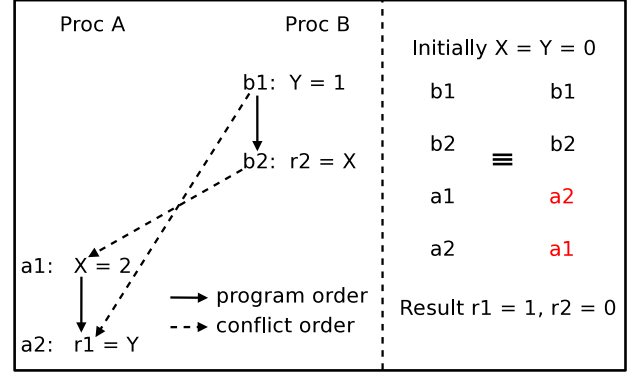 Proc A
Proc B
b1: Y = 1
b2: r2 = X
a1: X = 2
a2: r1 = Y
program order
conflict order
Initially X = Y = 0
b1 b1
b2 ≡ b2
a1 a2
a2 a1
Result r1 = 1, r2 = 0